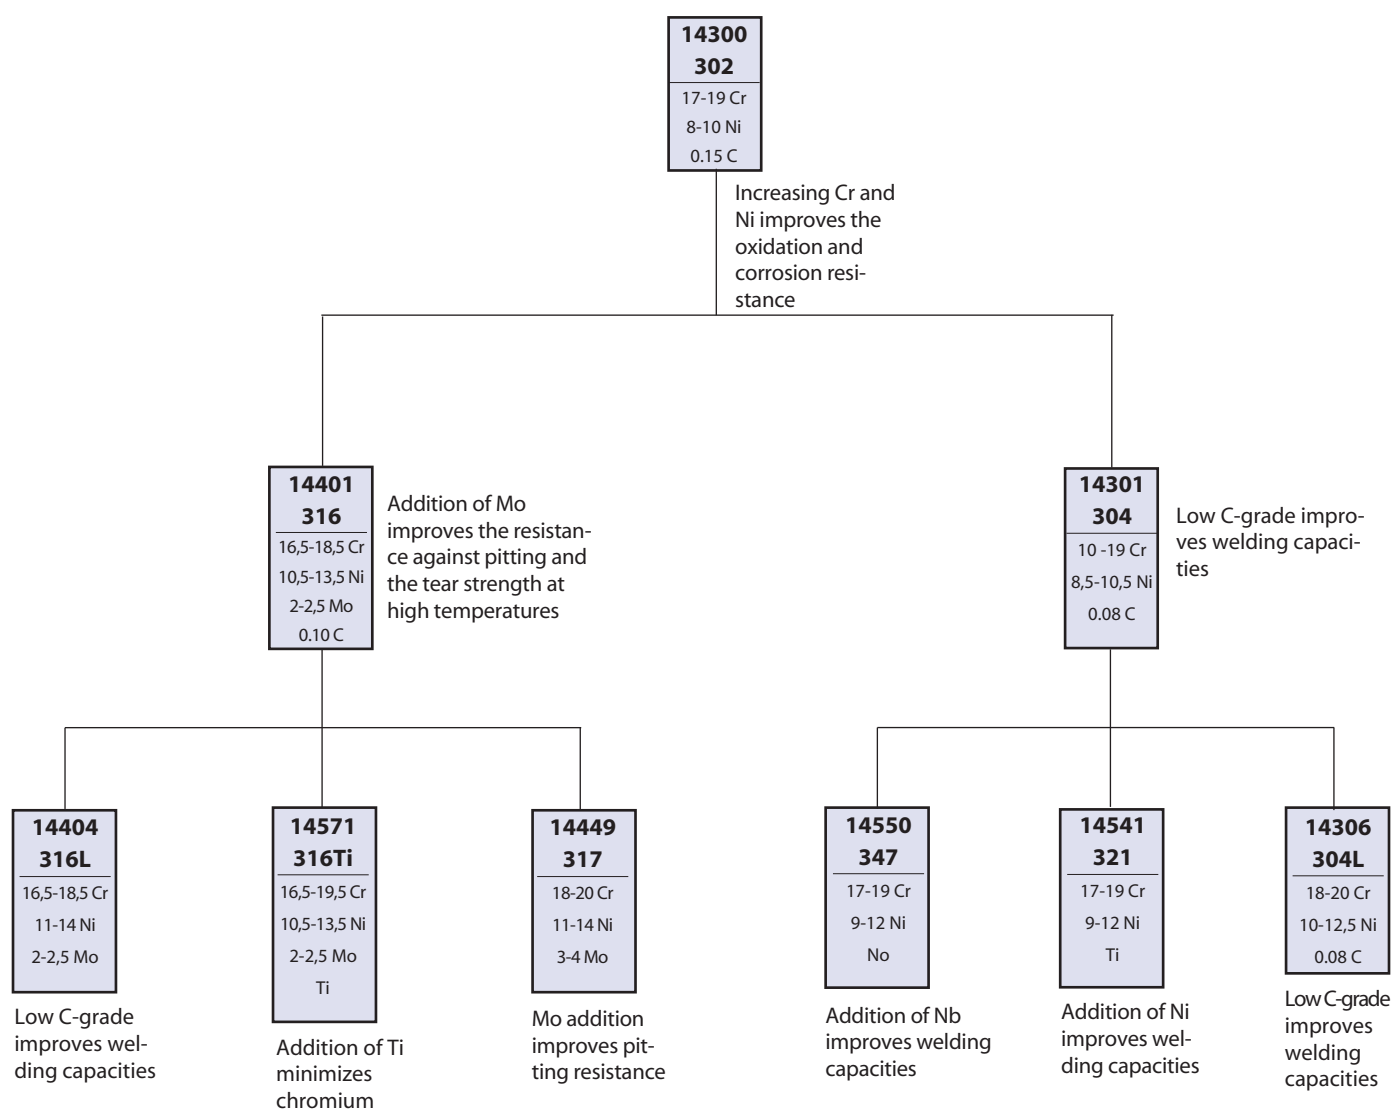 14300
302
17-19 Cr
8-10 Ni
0.15 C
Increasing Cr and
Ni improves the
oxidation and
corrosion resi-
stance
14401
316
16,5-18,5 Cr
10,5-13,5 Ni
2-2,5 Mo
0.10 C
Addition of Mo
improves the resistan-
ce against pitting and
the tear strength at
high temperatures
14301
304
10 -19 Cr
8,5-10,5 Ni
0.08 C
Low C-grade impro-
ves welding capaci-
ties
14404
316L
16,5-18,5 Cr
11-14 Ni
2-2,5 Mo
Low C-grade
improves wel-
ding capacities
14571
316Ti
16,5-19,5 Cr
10,5-13,5 Ni
2-2,5 Mo
Ti
Addition of Ti
minimizes
chromium
14449
317
18-20 Cr
11-14 Ni
3-4 Mo
Mo addition
improves pit-
ting resistance
14550
347
17-19 Cr
9-12 Ni
No
Addition of Nb
improves welding
capacities
14541
321
17-19 Cr
9-12 Ni
Ti
Addition of Ni
improves wel-
ding capacities
14306
304L
18-20 Cr
10-12,5 Ni
0.08 C
Low C-grade
improves
welding
capacities